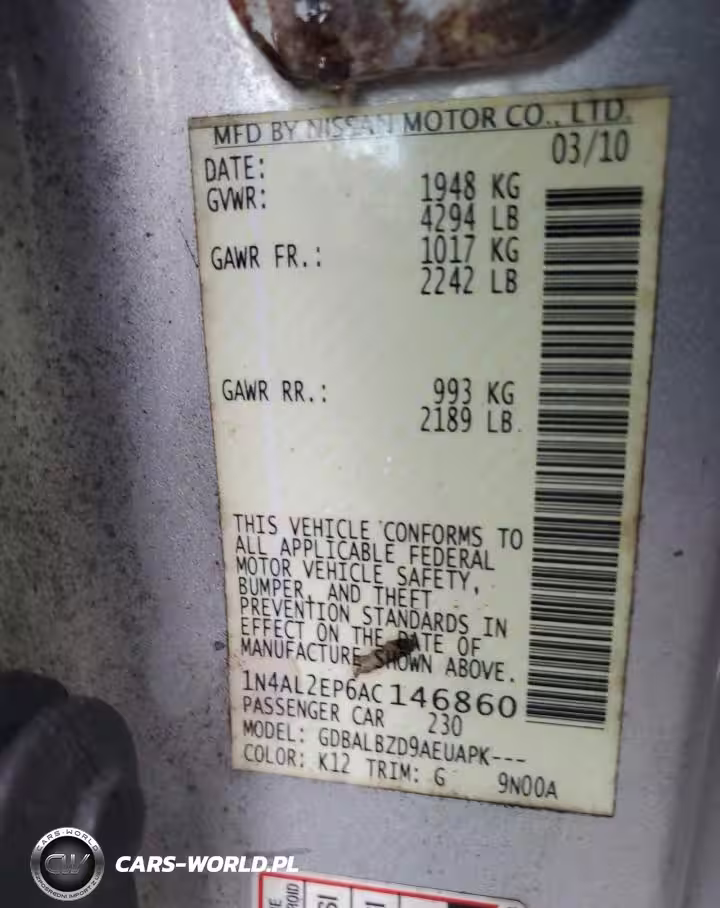 MFD BY NISSAN MOTOR CO., LTD.
DATE: 03/10
GVWR: 1948 KG
4294 LB
GAWR FR.: 1017 KG
2242 LB
GAWR RR.: 993 KG
2189 LB
THIS VEHICLE CONFORMS TO
ALL APPLICABLE FEDERAL
MOTOR VEHICLE SAFETY,
BUMPER, AND THEFT
PREVENTION STANDARDS IN
EFFECT ON THE DATE OF
MANUFACTURE SHOWN ABOVE.
1N4AL2EP6AC146860
PASSENGER CAR 230
MODEL: GDBALBZD9AEUAPK---
COLOR: K12 TRIM: G 9N00A
CARS-WORLD
CW
CARS-WORLD.PL